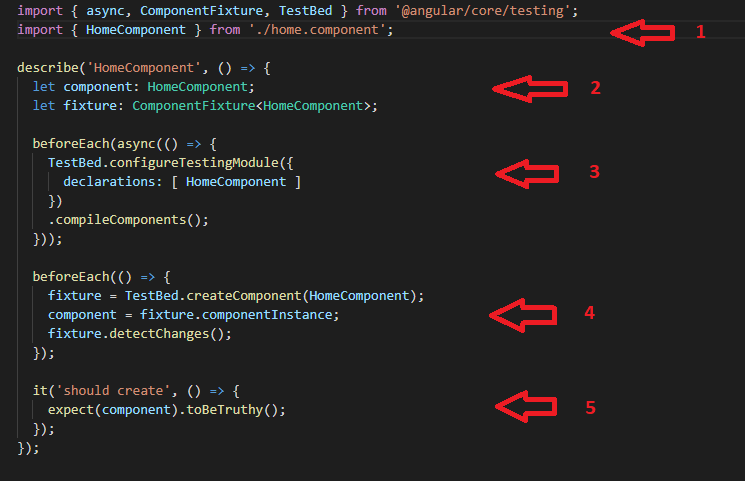 import { async, ComponentFixture, TestBed } from '@angular/core/testing';
import { HomeComponent } from './home.component';
1
describe('HomeComponent', () => {
let component: HomeComponent;
2
let fixture: ComponentFixture<HomeComponent>;
beforeEach(async(() => {
TestBed.configureTestingModule({
3
declarations: [ HomeComponent ]
})
.compileComponents();
}));
beforeEach(() => {
fixture = TestBed.createComponent(HomeComponent);
component = fixture.componentInstance;
4
fixture.detectChanges();
});
it('should create', () => {
expect(component).toBeTruthy();
5
});
});